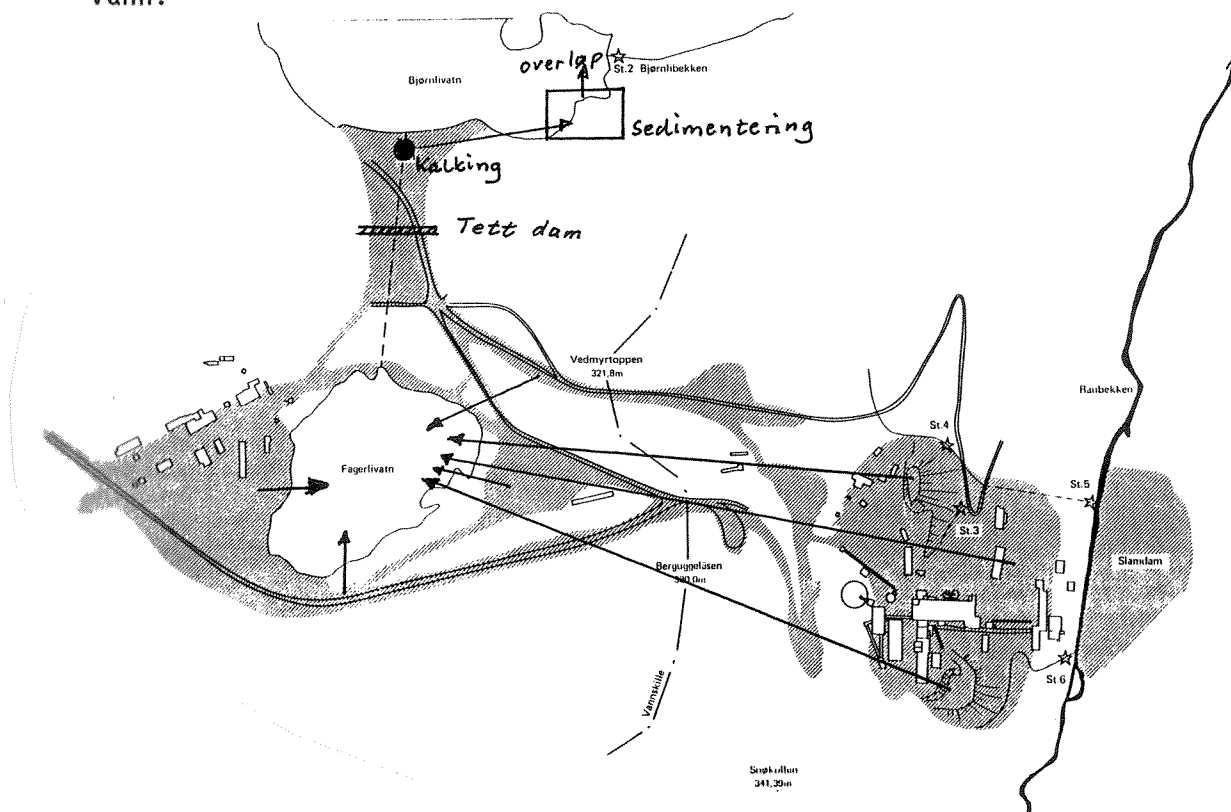 vann.
overløp
St.2 Bjørnlibekken
Bjørnlivatn
Sedimentering
Kalking
Tett dam
Vedmyrtoppen
321,8m
Raubekken
St.4
Fagerlivatn
St.5
St.3
Slamdam
Berguggelåsen
St.6
Vannskille
Snøkollen
341,39m